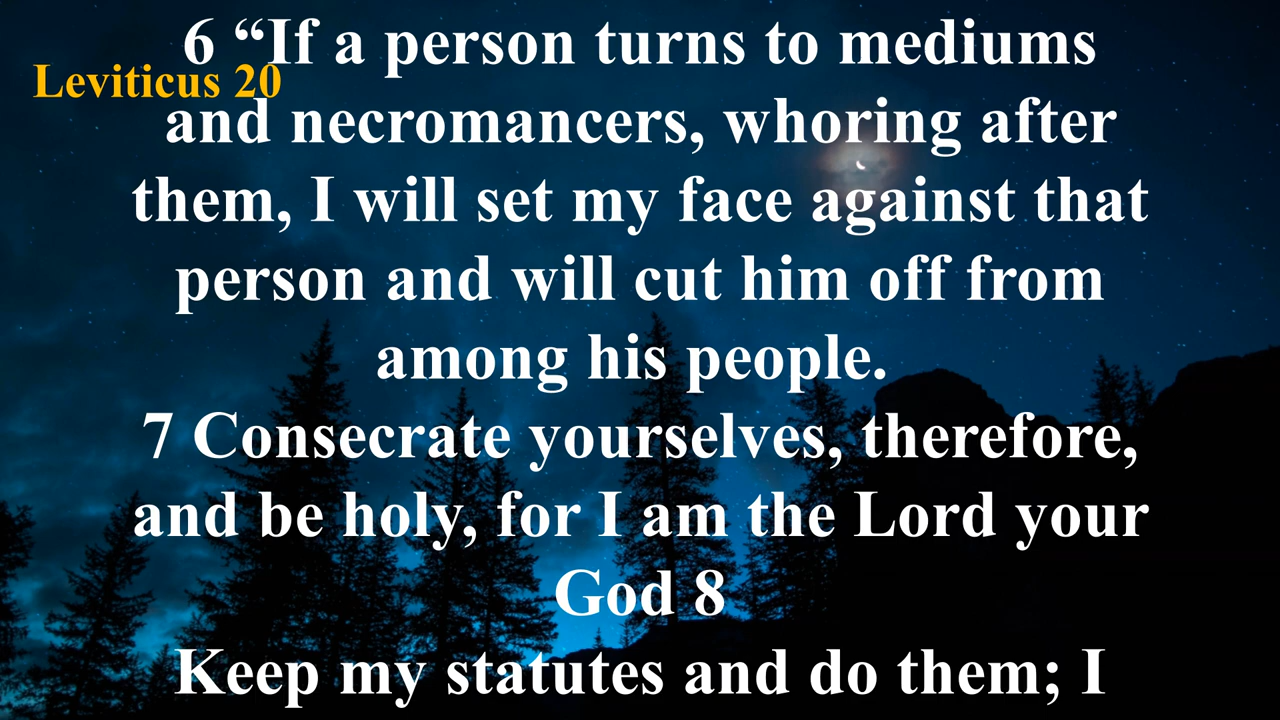 6 “If a person turns to mediums
Leviticus 20
and necromancers, whoring after
them, I will set my face against that
person and will cut him off from
among his people.
7 Consecrate yourselves, therefore,
and be holy, for I am the Lord your
God 8
Keep my statutes and do them; I